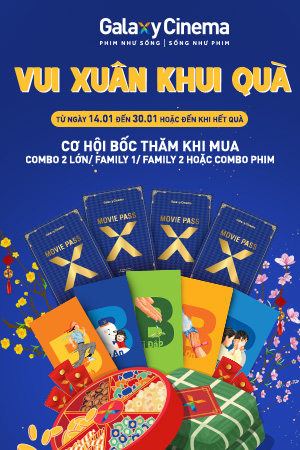 Galaxy Cinema
PHIM NHƯ SỐNG | SỐNG NHƯ PHIM
VUI XUÂN KHUI QUÀ
TỪ NGÀY 14.01 ĐẾN 30.01 HOẶC ĐẾN KHI HẾT QUÀ
CƠ HỘI BỐC THĂM KHI MUA
COMBO 2 LỚN/ FAMILY 1/ FAMILY 2 HOẶC COMBO PHIM
MOVIE PASS
MOVIE PASS
MOVIE PASS
MOVIE PASS
X
X
X
X
B
B
B
An
Đáp